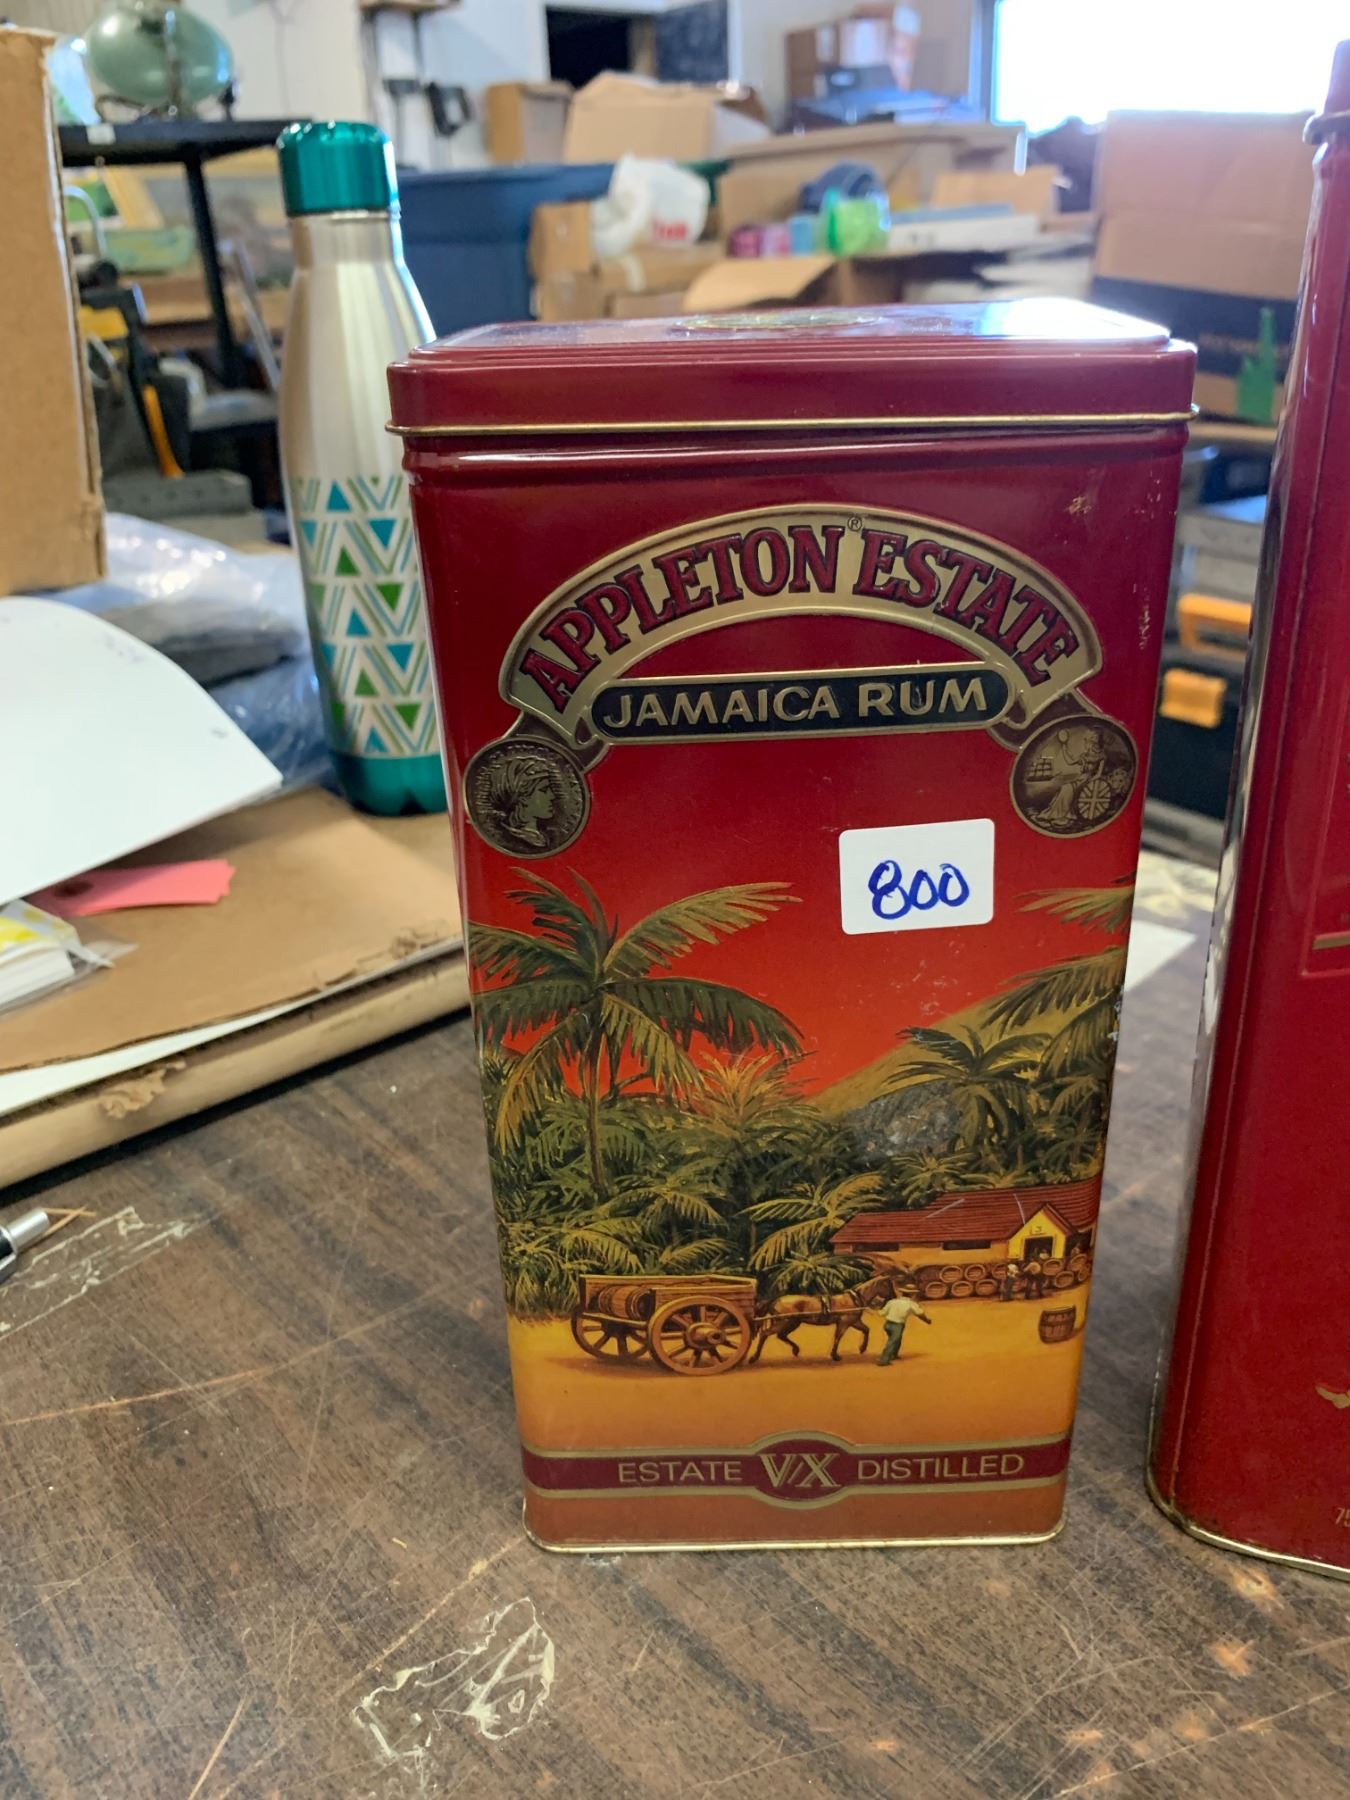 APPLETON® ESTATE
JAMAICA RUM
800
ESTATE V/X DISTILLED